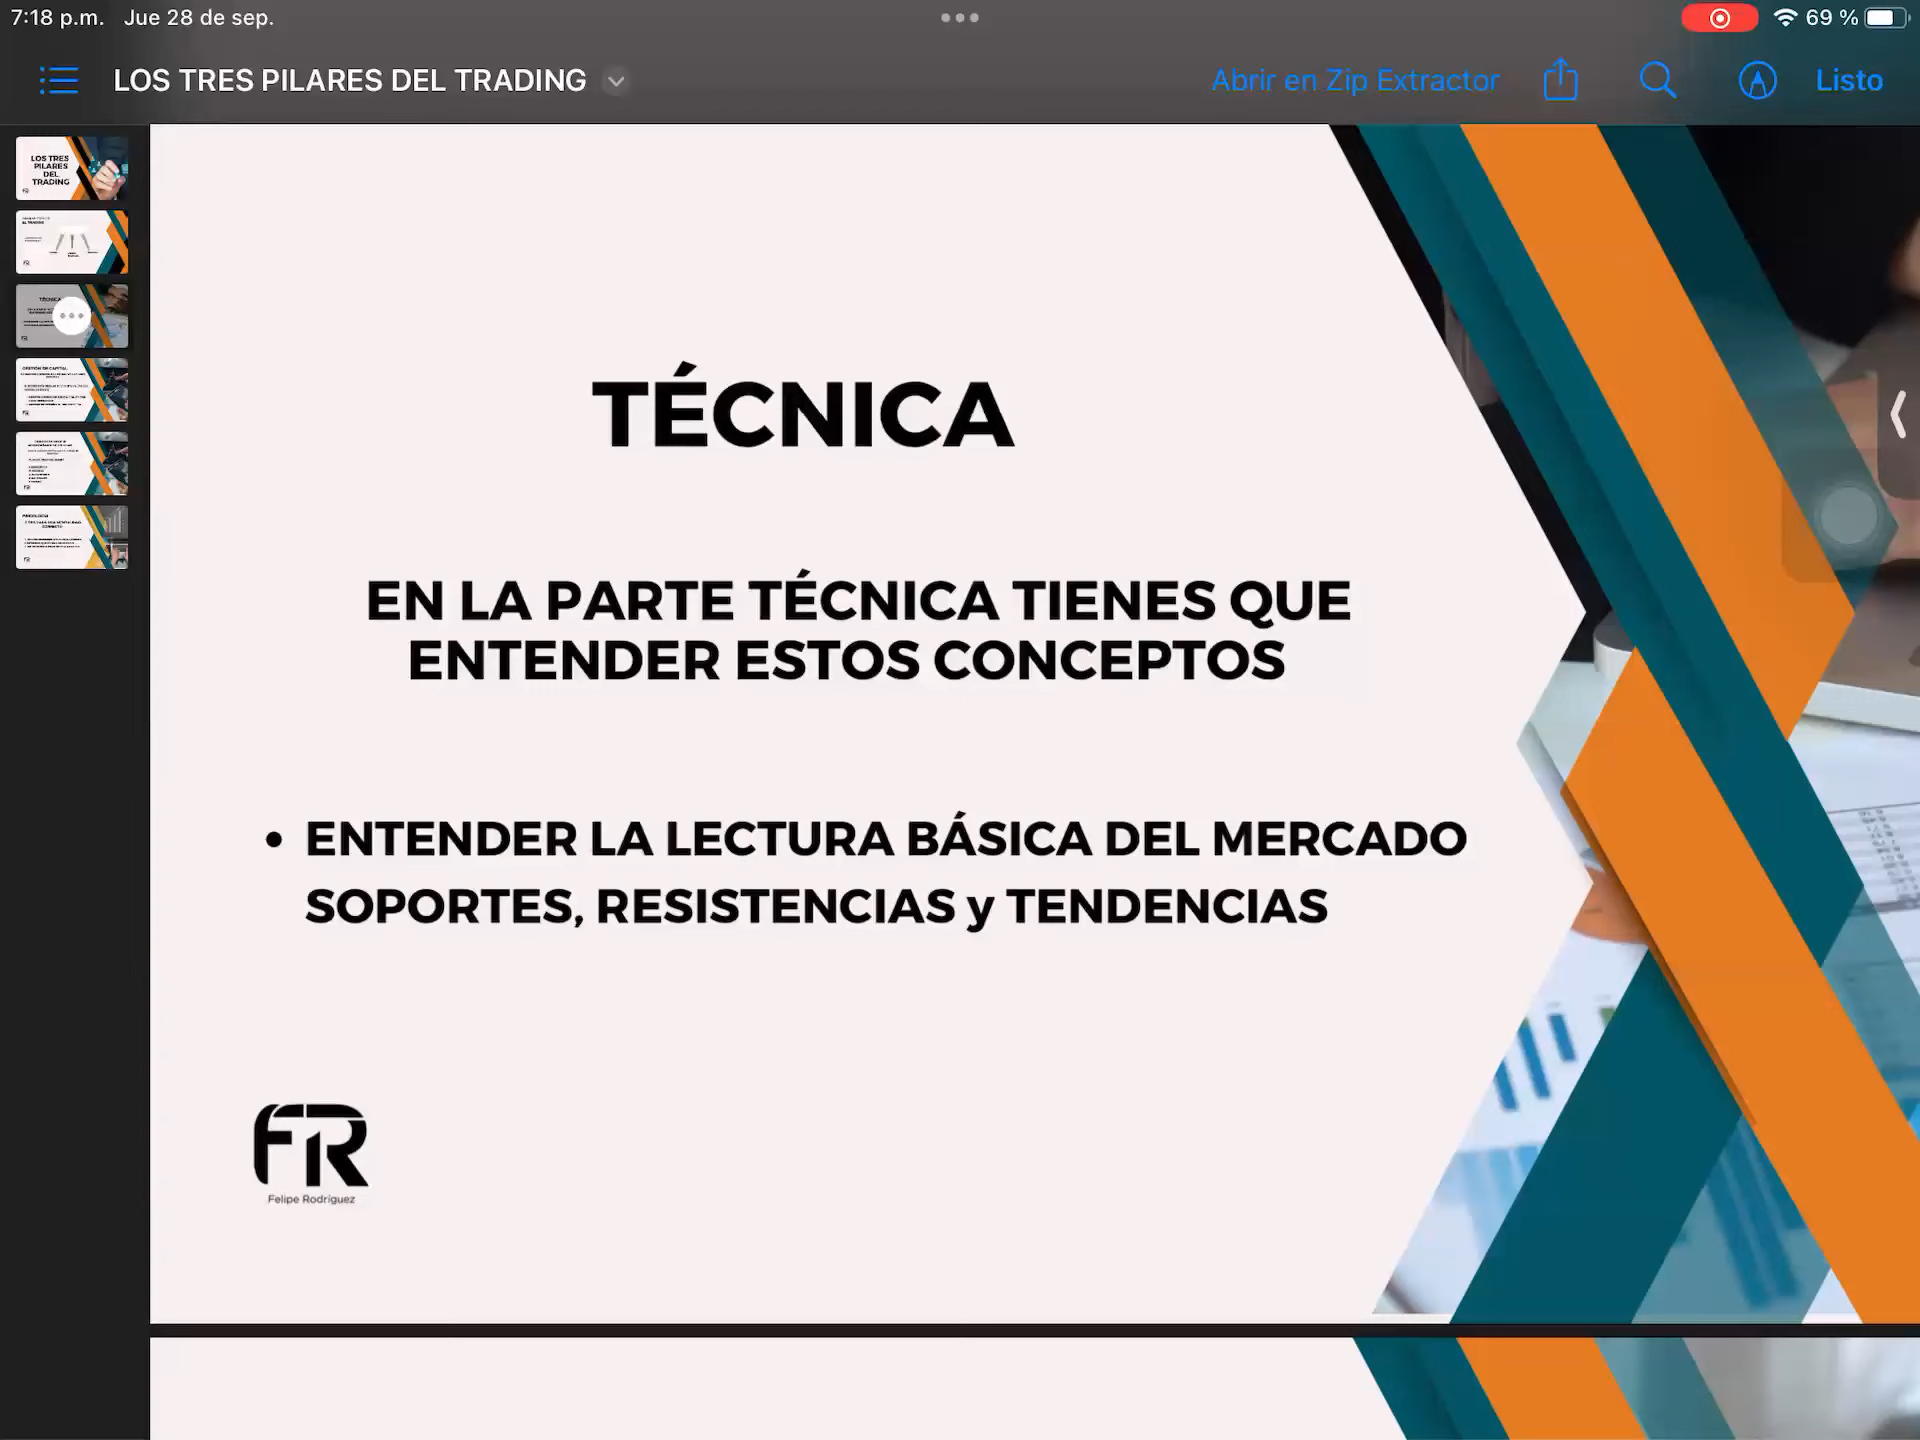 7:18 p.m. Jue 28 de sep.
69 %
LOS TRES PILARES DEL TRADING
Abrir en Zip Extractor
Listo
LOS TRES
PILARES
DEL
TRADING
TÉCNICA
EN LA PARTE TÉCNICA TIENES QUE
ENTENDER ESTOS CONCEPTOS
• ENTENDER LA LECTURA BÁSICA DEL MERCADO
SOPORTES, RESISTENCIAS y TENDENCIAS
FR
Felipe Rodríguez